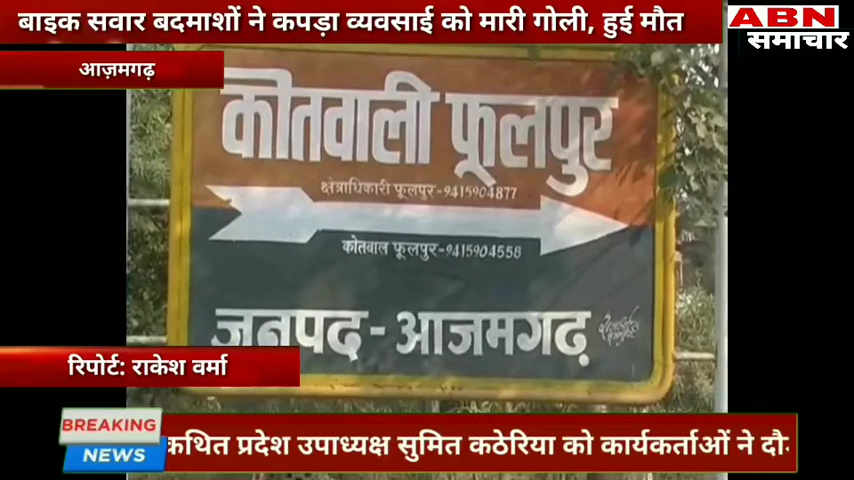 बाइक सवार बदमाशों ने कपड़ा व्यवसाई को मारी गोली, हुई मौत
ABN
समाचार
आज़मगढ़
कोतवाली फूलपुर
क्षेत्राधिकारी फूलपुर-9415904877
कोतवाल फूलपुर-9415904558
जनपद-आजमगढ़
रिपोर्ट: राकेश वर्मा
BREAKING
NEWS
कथित प्रदेश उपाध्यक्ष सुमित कठेरिया को कार्यकर्ताओं ने